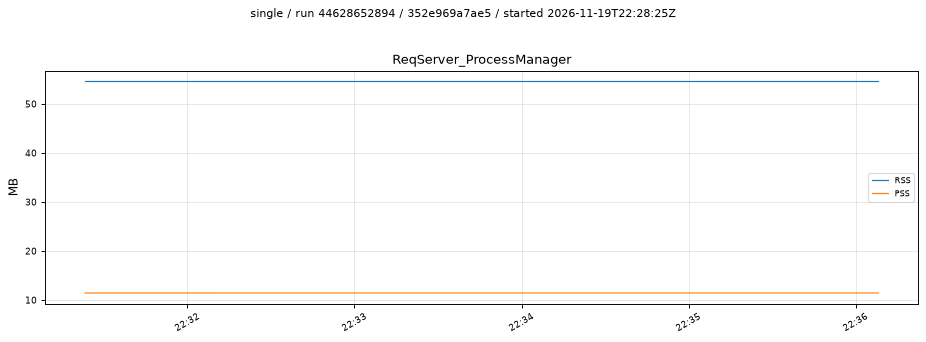 single / run 44628652894 / 352e969a7ae5 / started 2026-11-19T22:28:25Z
ReqServer_ProcessManager
MB
50
40
30
20
10
RSS
PSS
22:32
22:33
22:34
22:35
22:36